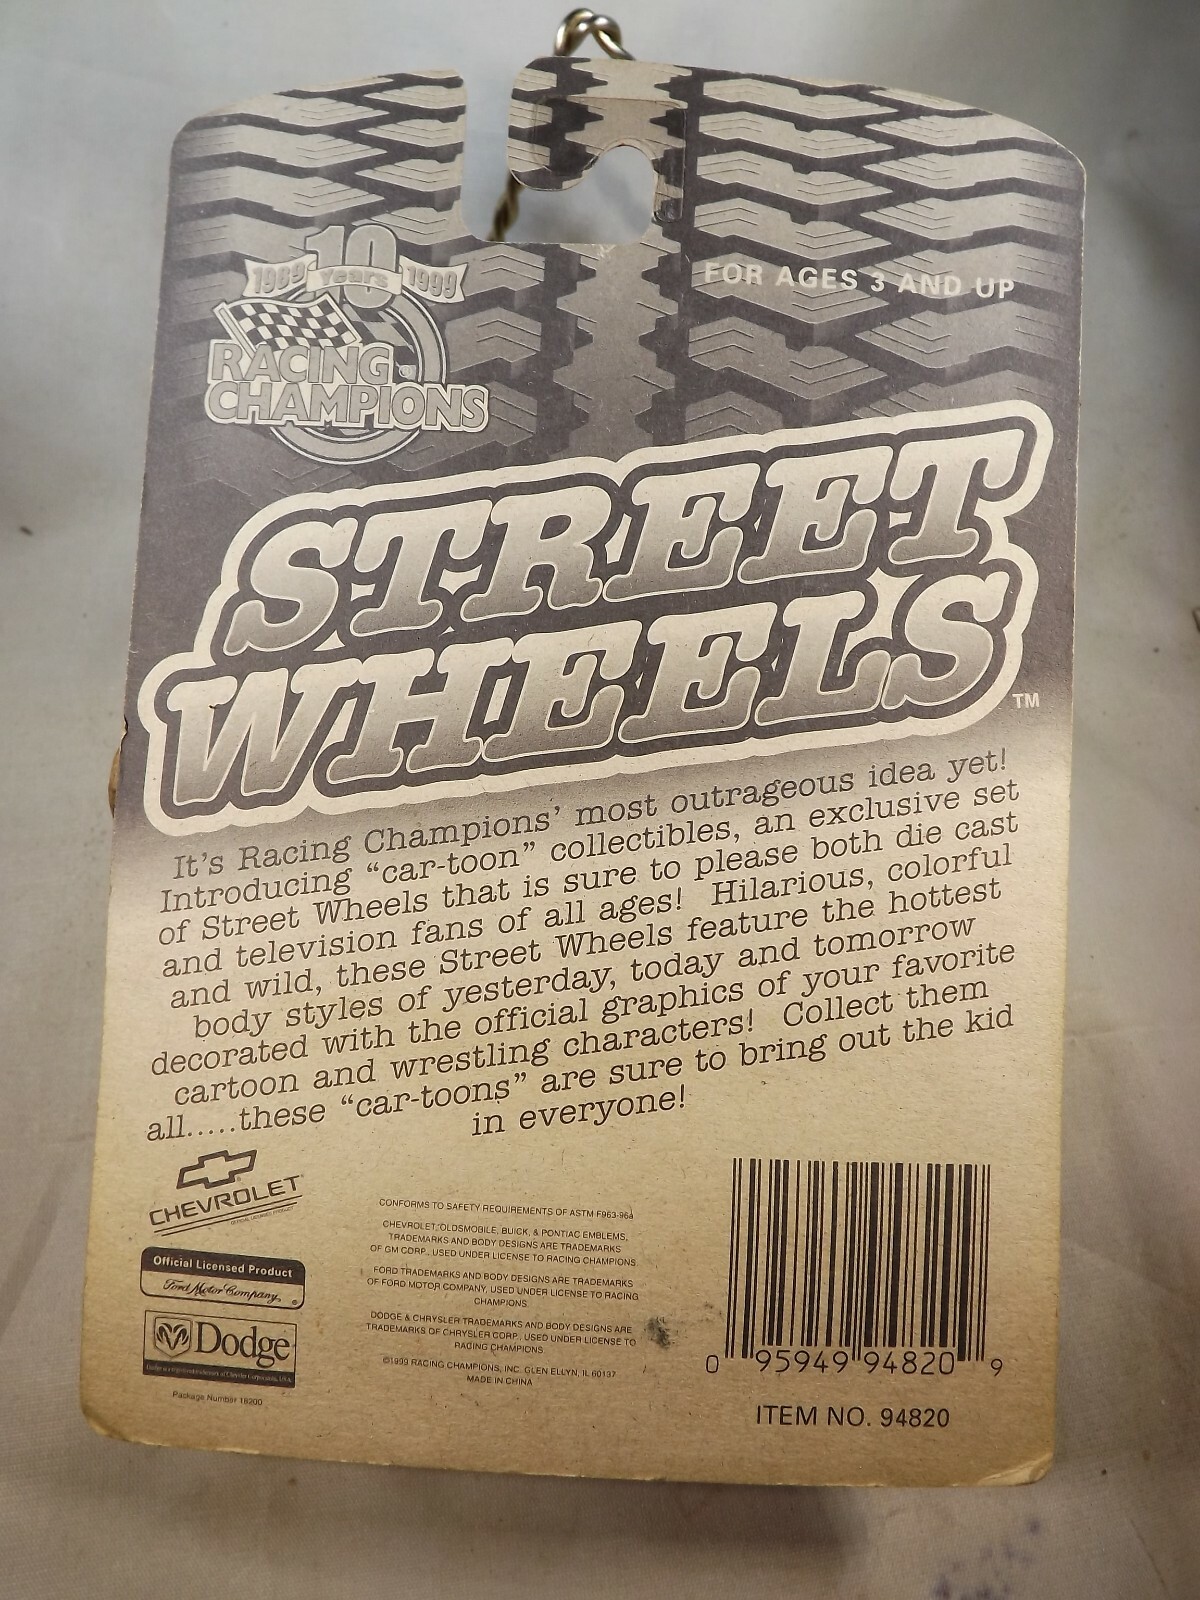 10
1989 Years 1999
RACING
CHAMPIONS
FOR AGES 3 AND UP
STREET
WHEELS
TM
It's Racing Champions' most outrageous idea yet!
Introducing "car-toon" collectibles, an exclusive set
of Street Wheels that is sure to please both die cast
and television fans of all ages! Hilarious, colorful
and wild, these Street Wheels feature the hottest
body styles of yesterday, today and tomorrow
decorated with the official graphics of your favorite
cartoon and wrestling characters! Collect them
all.....these "car-toons" are sure to bring out the kid
in everyone!
CHEVROLET
OFFICIAL LICENSED PRODUCT
Official Licensed Product
Ford Motor Company
®
Dodge
Package Number 18200
CONFORMS TO SAFETY REQUIREMENTS OF ASTM F963-96a
CHEVROLET, OLDSMOBILE, BUICK, & PONTIAC EMBLEMS,
TRADEMARKS AND BODY DESIGNS ARE TRADEMARKS
OF GM CORP., USED UNDER LICENSE TO RACING CHAMPIONS.
FORD TRADEMARKS AND BODY DESIGNS ARE TRADEMARKS
OF FORD MOTOR COMPANY, USED UNDER LICENSE TO RACING
CHAMPIONS.
DODGE & CHRYSLER TRADEMARKS AND BODY DESIGNS ARE
TRADEMARKS OF CHRYSLER CORP., USED UNDER LICENSE TO
RACING CHAMPIONS
©1999 RACING CHAMPIONS, INC. GLEN ELLYN, IL 60137
MADE IN CHINA
0 95949 94820 9
ITEM NO. 94820